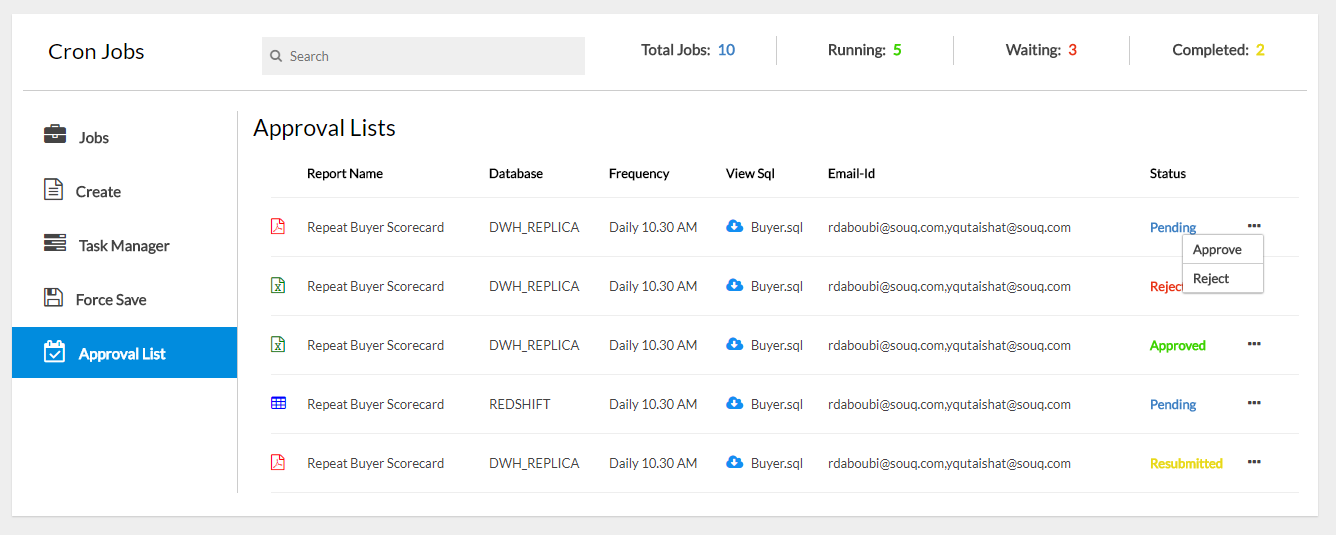 Cron Jobs
Search
Total Jobs: 10
Running: 5
Waiting: 3
Completed: 2
Jobs
Create
Task Manager
Force Save
Approval List
Approval Lists
Report Name Database Frequency View Sql Email-Id Status
Repeat Buyer Scorecard DWH_REPLICA Daily 10.30 AM Buyer.sql rdaboubi@souq.com,yqutaishat@souq.com Pending
Approve
Reject
Repeat Buyer Scorecard DWH_REPLICA Daily 10.30 AM Buyer.sql rdaboubi@souq.com,yqutaishat@souq.com Reject
Repeat Buyer Scorecard DWH_REPLICA Daily 10.30 AM Buyer.sql rdaboubi@souq.com,yqutaishat@souq.com Approved
Repeat Buyer Scorecard REDSHIFT Daily 10.30 AM Buyer.sql rdaboubi@souq.com,yqutaishat@souq.com Pending
Repeat Buyer Scorecard DWH_REPLICA Daily 10.30 AM Buyer.sql rdaboubi@souq.com,yqutaishat@souq.com Resubmitted